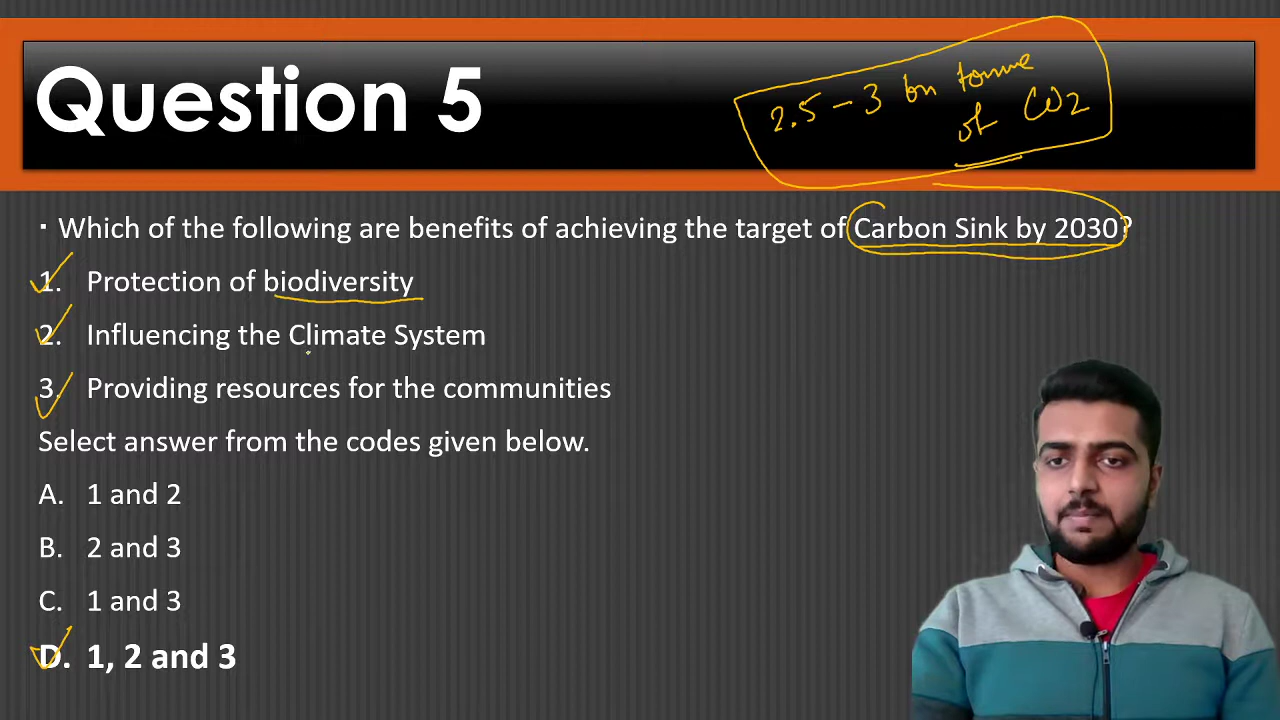 Question 5
2.5 - 3 bn tonne
of CO2
· Which of the following are benefits of achieving the target of Carbon Sink by 2030?
1. Protection of biodiversity
2. Influencing the Climate System
3. Providing resources for the communities
Select answer from the codes given below.
A. 1 and 2
B. 2 and 3
C. 1 and 3
D. 1, 2 and 3